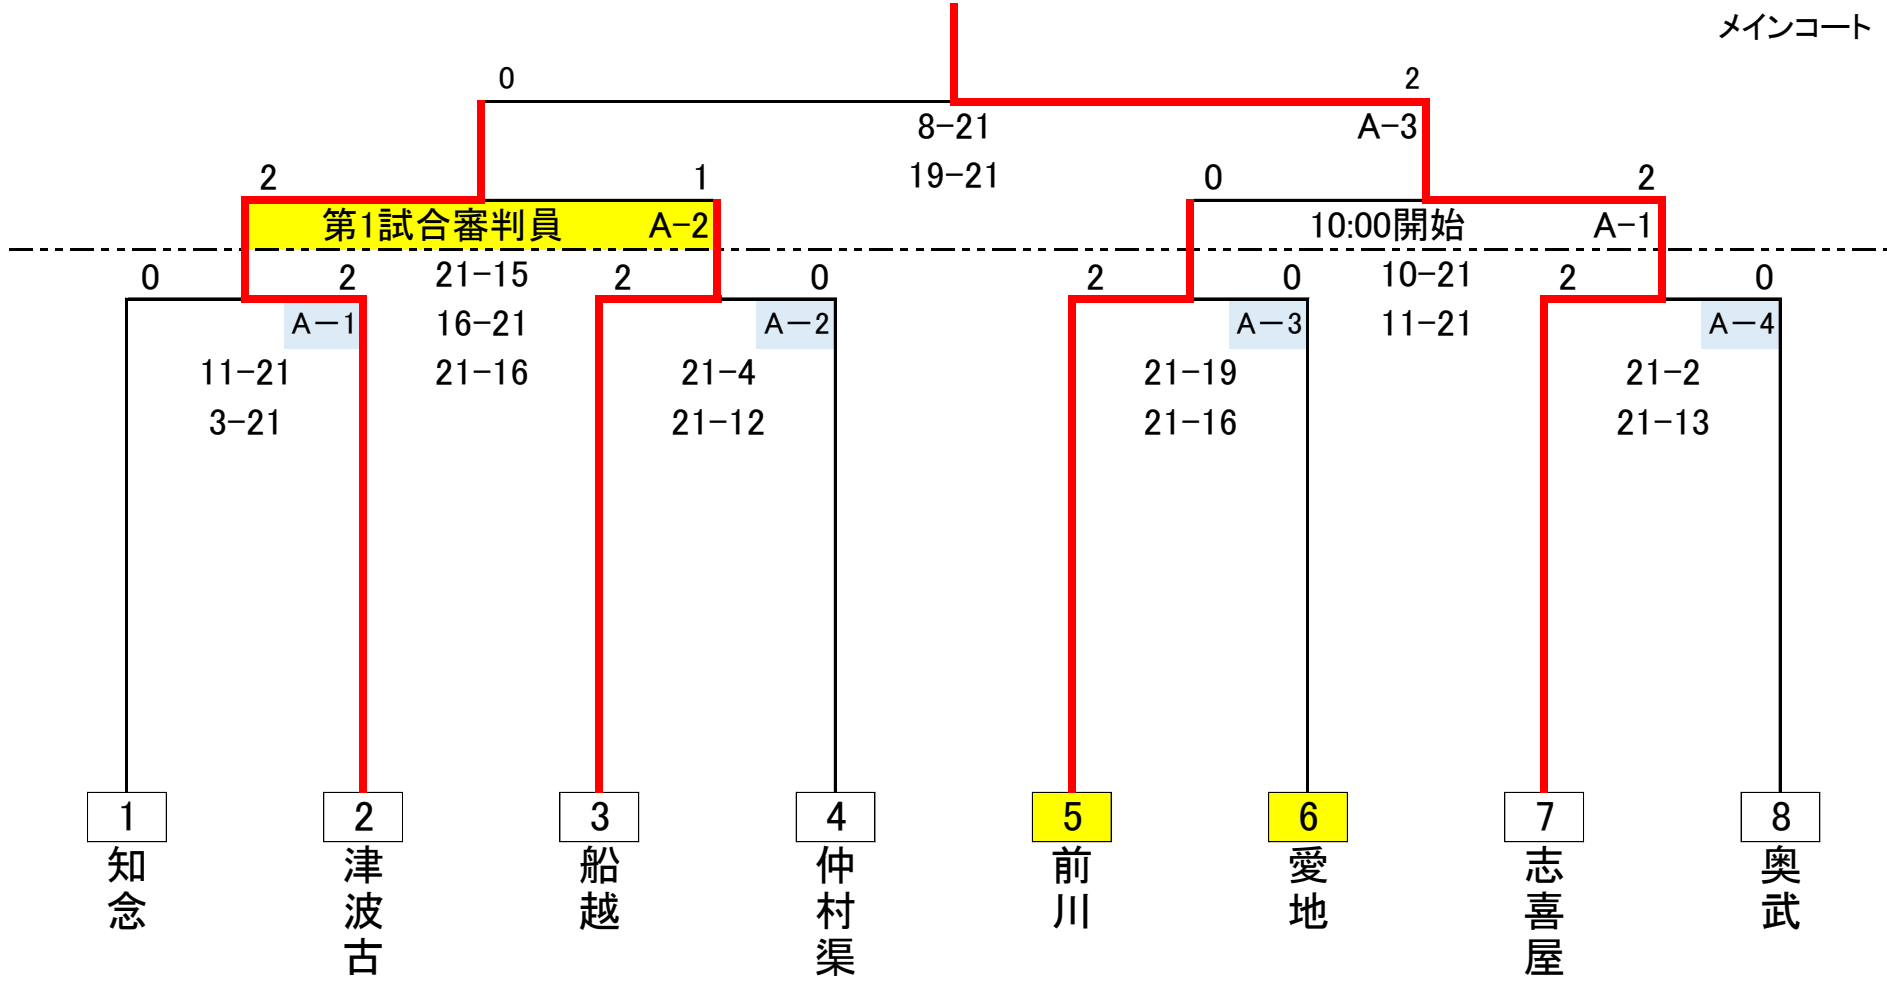 メインコート
0 2
8-21 A-3
19-21
2 1 0 2
第1試合審判員 A-2 10:00開始 A-1
0 2 21-15 2 0 2 0 10-21 2 0
A-1 16-21 A-2 A-3 11-21 A-4
11-21 21-16 21-4 21-19 21-2
3-21 21-12 21-16 21-13
1 2 3 4 5 6 7 8
知念
津波古
船越
仲村渠
前川
愛地
志喜屋
奥武